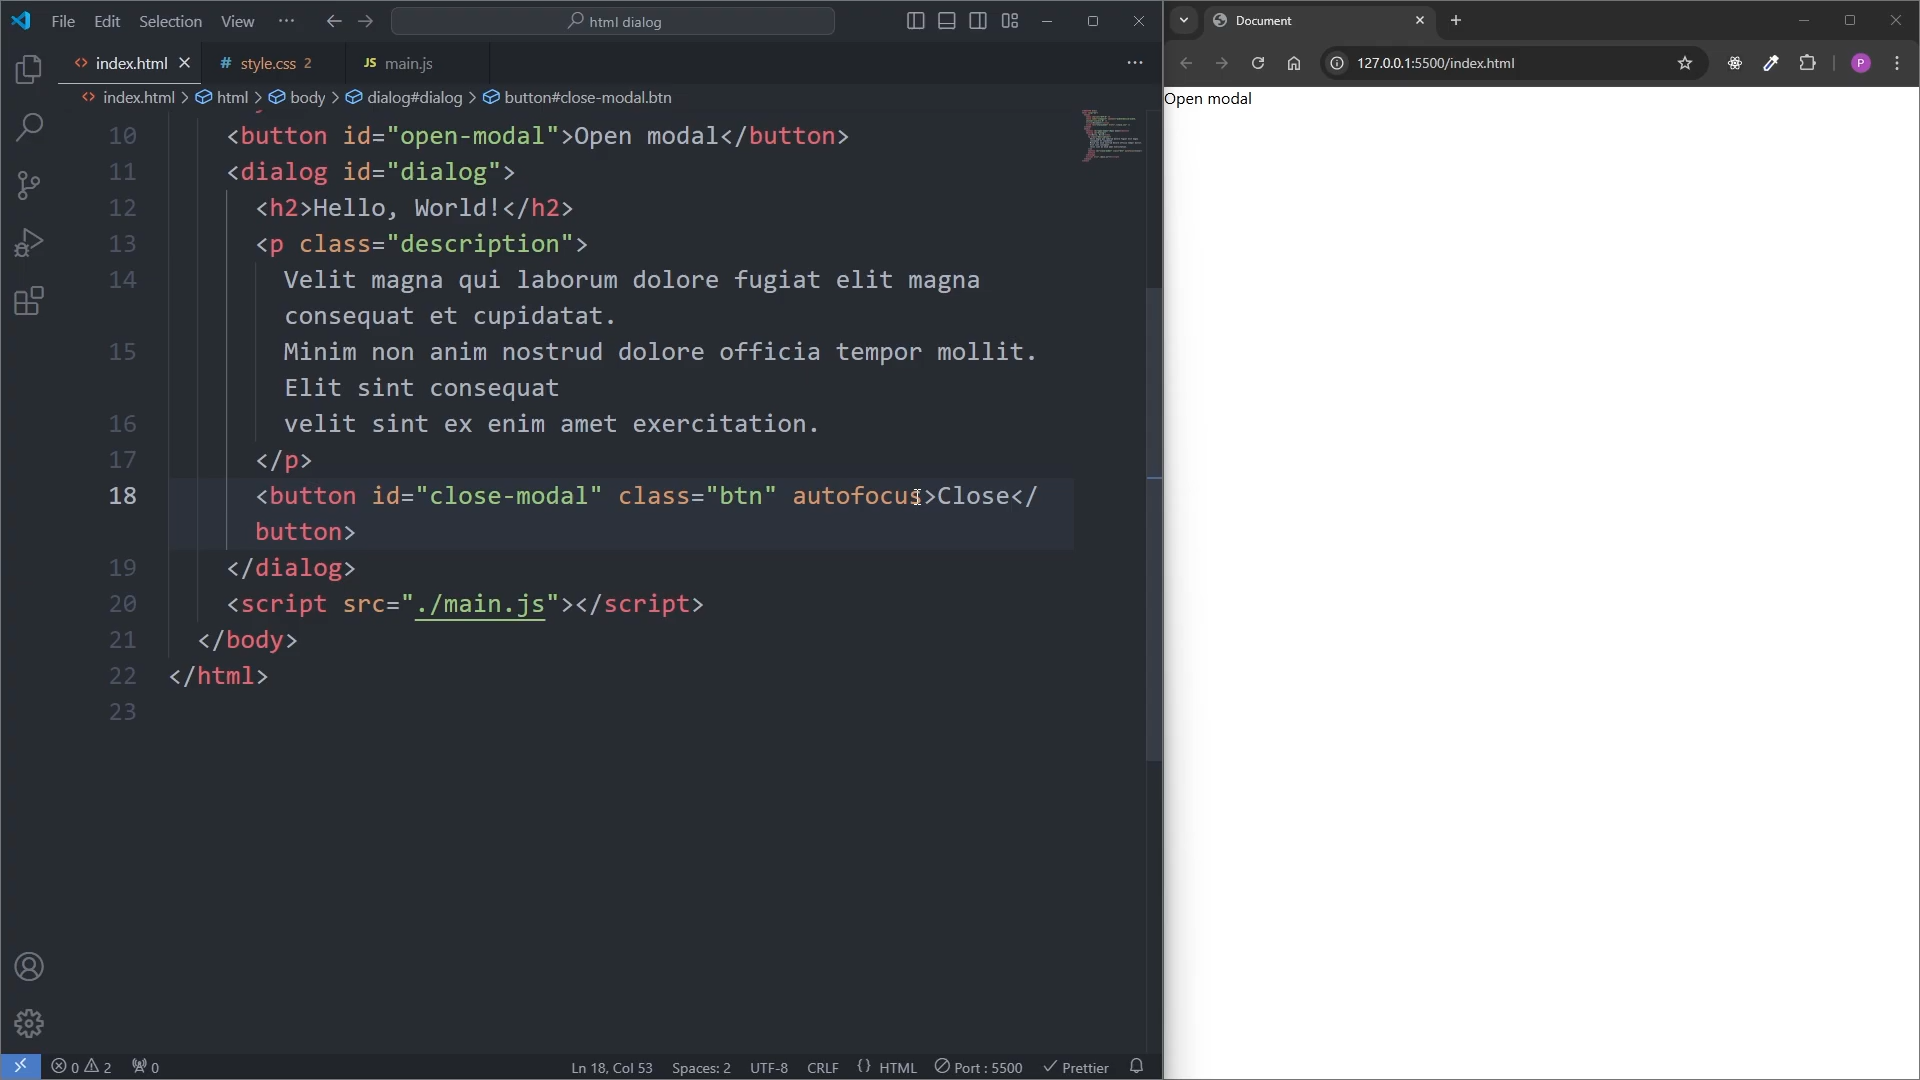 File Edit Selection View ··· html dialog
Document
index.html style.css 2 main.js
127.0.0.1:5500/index.html
index.html > html > body > dialog#dialog > button#close-modal.btn
Open modal
10 <button id="open-modal">Open modal</button>
11 <dialog id="dialog">
12 <h2>Hello, World!</h2>
13 <p class="description">
14 Velit magna qui laborum dolore fugiat elit magna
consequat et cupidatat.
15 Minim non anim nostrud dolore officia tempor mollit.
Elit sint consequat
16 velit sint ex enim amet exercitation.
17 </p>
18 <button id="close-modal" class="btn" autofocus>Close</
button>
19 </dialog>
20 <script src="./main.js"></script>
21 </body>
22 </html>
23
0 2 0 Ln 18, Col 53 Spaces: 2 UTF-8 CRLF {} HTML Port : 5500 Prettier
P